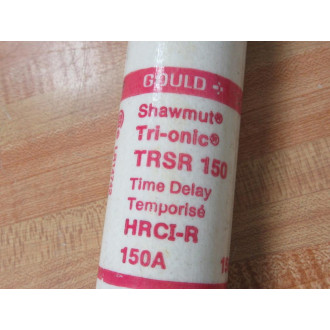 GOULD
Shawmut®
Tri-onic®
TRSR 150
Time Delay
Temporisé
HRCI-R
150A